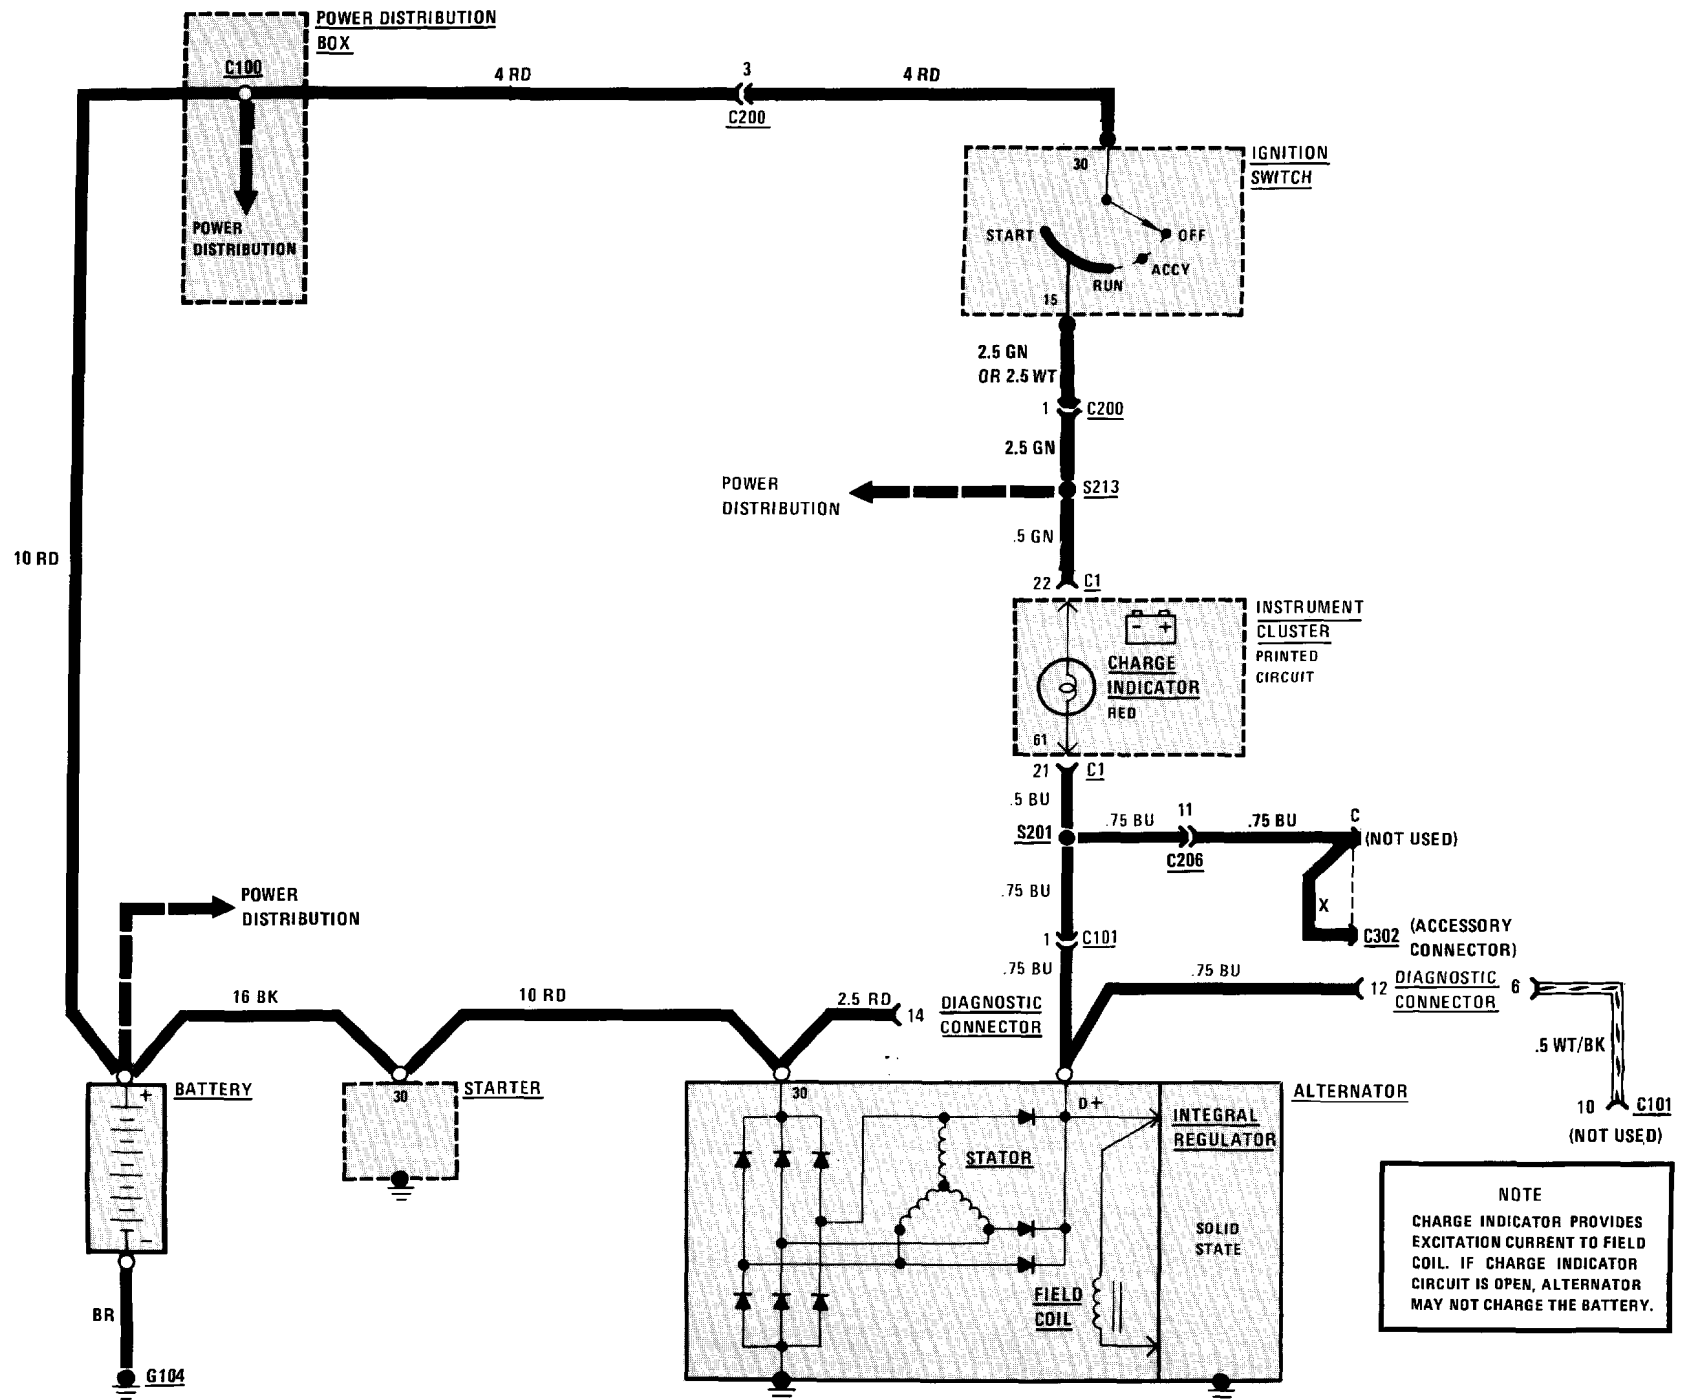 POWER DISTRIBUTION
BOX
C100
4 RD
3
4 RD
C200
POWER
DISTRIBUTION
IGNITION
SWITCH
30
START
OFF
ACCY
RUN
15
2.5 GN
OR 2.5 WT
1
C200
2.5 GN
POWER
DISTRIBUTION
S213
.5 GN
10 RD
22
C1
INSTRUMENT
CLUSTER
PRINTED
CIRCUIT
- +
CHARGE
INDICATOR
RED
61
21
C1
.5 BU
S201
.75 BU
11
C206
.75 BU
C
(NOT USED)
.75 BU
X
C302
(ACCESSORY
CONNECTOR)
1
C101
.75 BU
.75 BU
12
DIAGNOSTIC
CONNECTOR
6
.5 WT/BK
10
C101
(NOT USED)
POWER
DISTRIBUTION
16 BK
10 RD
2.5 RD
14
DIAGNOSTIC
CONNECTOR
BATTERY
+
-
STARTER
30
ALTERNATOR
30
D+
INTEGRAL
REGULATOR
STATOR
SOLID
STATE
FIELD
COIL
BR
G104
NOTE
CHARGE INDICATOR PROVIDES
EXCITATION CURRENT TO FIELD
COIL. IF CHARGE INDICATOR
CIRCUIT IS OPEN, ALTERNATOR
MAY NOT CHARGE THE BATTERY.